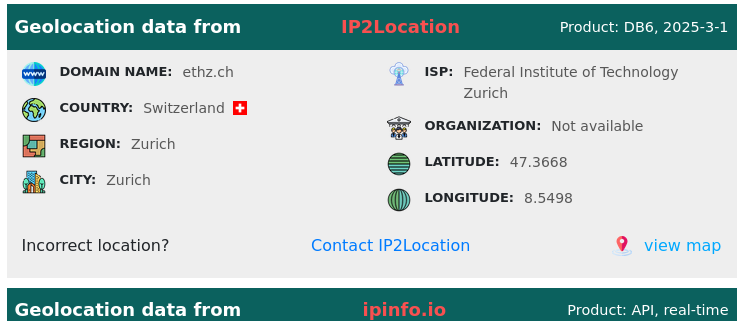 Geolocation data from IP2Location Product: DB6, 2025-3-1
www
DOMAIN NAME: ethz.ch
COUNTRY: Switzerland
REGION: Zurich
CITY: Zurich
ISP: Federal Institute of Technology
Zurich
ORGANIZATION: Not available
LATITUDE: 47.3668
LONGITUDE: 8.5498
Incorrect location? Contact IP2Location view map
Geolocation data from ipinfo.io Product: API, real-time